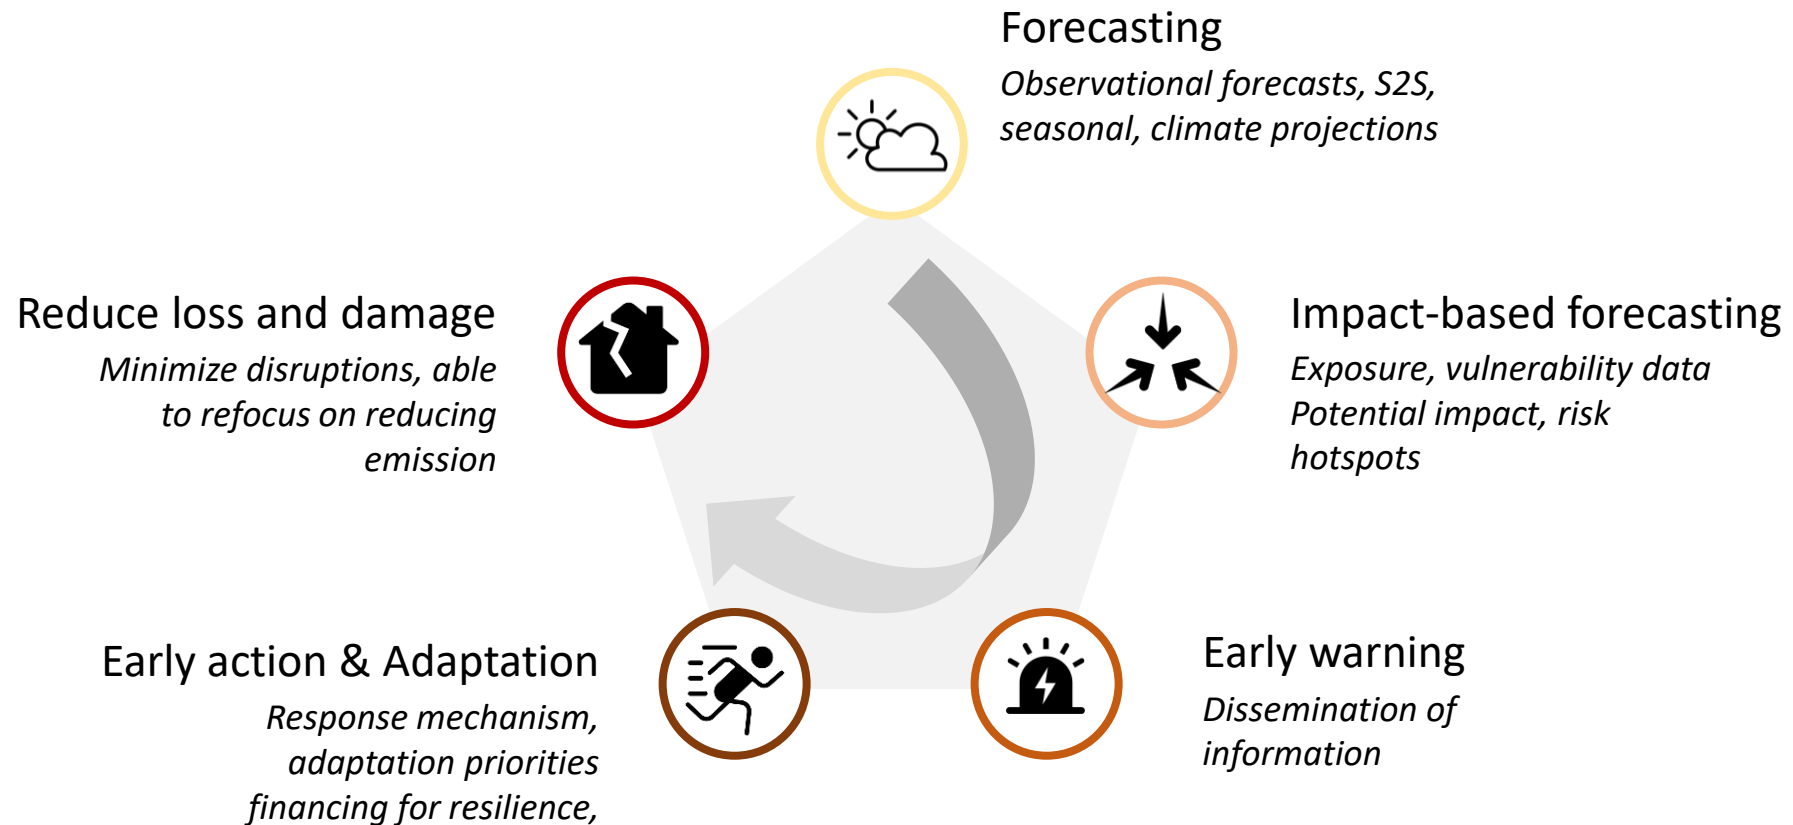 Forecasting
Observational forecasts, S2S,
seasonal, climate projections
Impact-based forecasting
Exposure, vulnerability data
Potential impact, risk
hotspots
Early warning
Dissemination of
information
Early action & Adaptation
Response mechanism,
adaptation priorities
financing for resilience,
Reduce loss and damage
Minimize disruptions, able
to refocus on reducing
emission